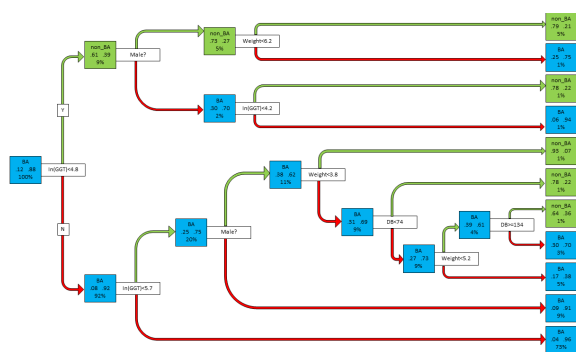 non_BA
.79 .21
5%
non_BA
.73 .27
5%
Weight<6.2
non_BA
.61 .39
9%
Male?
BA
.25 .75
1%
non_BA
.78 .22
1%
BA
.30 .70
2%
ln(GGT)<4.2
Y
BA
.06 .94
1%
non_BA
.93 .07
1%
BA
.12 .88
100%
ln(GGT)<4.8
BA
.38 .62
11%
Weight<3.8
non_BA
.78 .22
1%
N
BA
.25 .75
20%
Male?
BA
.31 .69
9%
DB<74
BA
.39 .61
4%
DB>=134
non_BA
.64 .36
1%
BA
.27 .73
9%
Weight<5.2
BA
.30 .70
3%
BA
.08 .92
92%
ln(GGT)<5.7
BA
.17 .83
5%
BA
.09 .91
9%
BA
.04 .96
73%